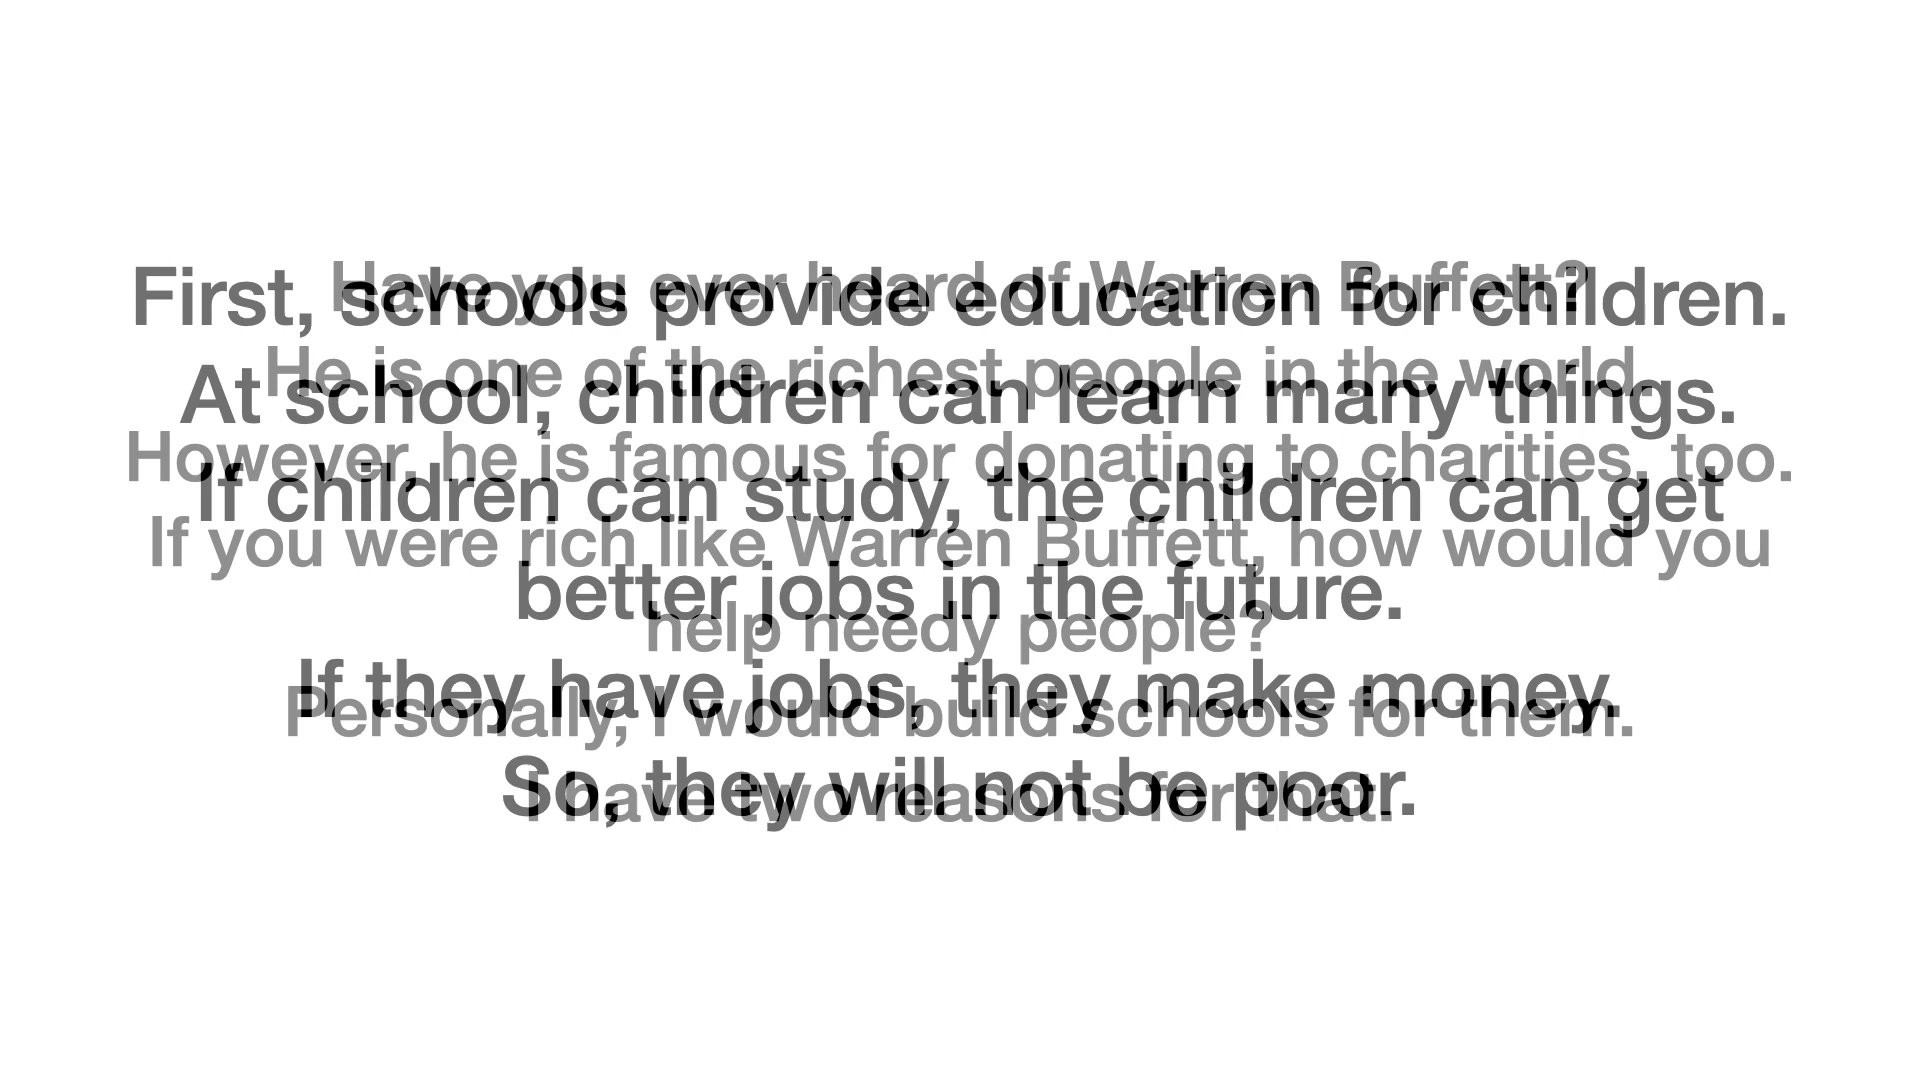 Have you ever heard of Warren Buffett?
He is one of the richest people in the world.
However, he is famous for donating to charities, too.
If you were rich like Warren Buffett, how would you
help needy people?
Personally, I would build schools for them.
I have two reasons for that.
First, schools provide education for children.
At school, children can learn many things.
If children can study, the children can get
better jobs in the future.
If they have jobs, they make money.
So, they will not be poor.